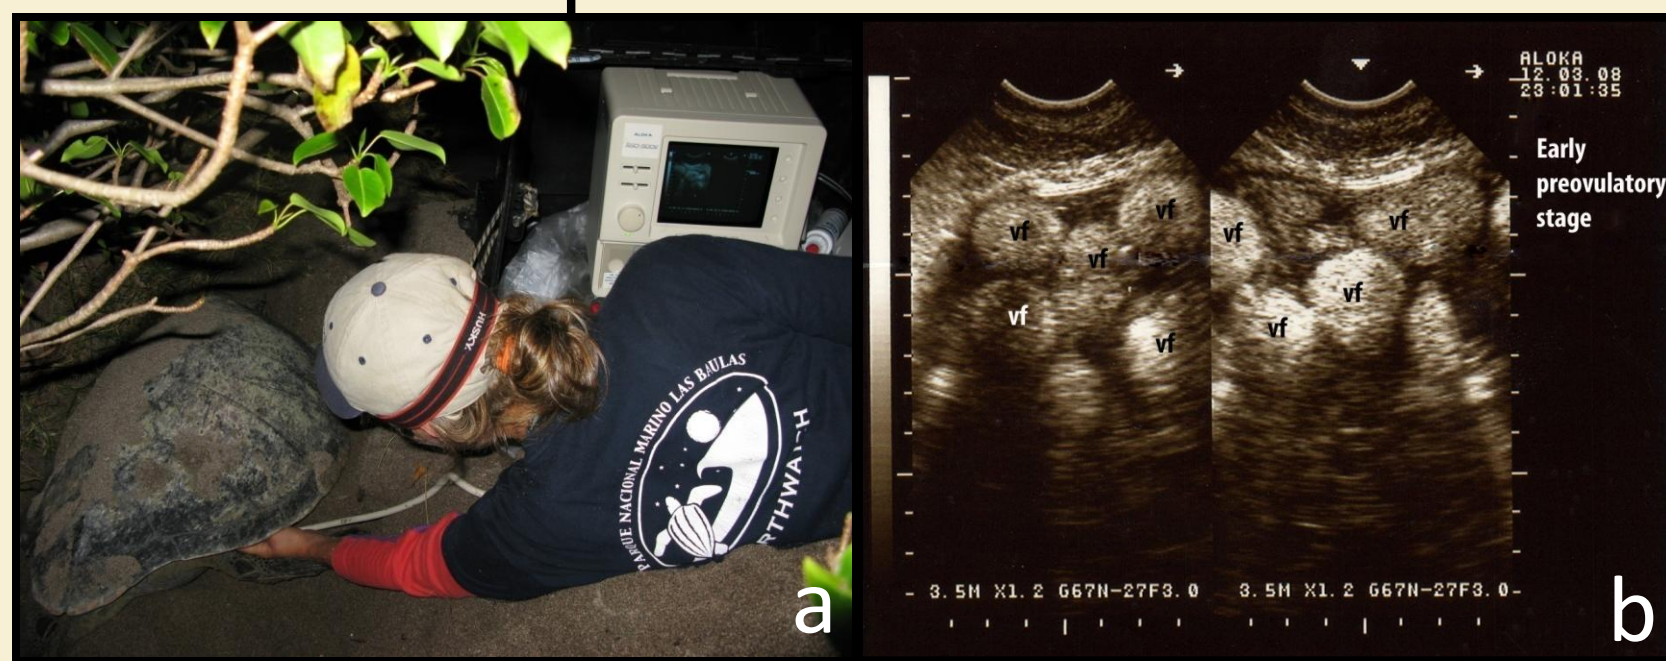 ALOKA
HUSKY
PARQUE NACIONAL MARINO LAS BAULAS
a
ALOKA
12.03.08
23:01:35
Early
preovulatory
stage
vf
vf
vf
vf
vf
vf
vf
vf
vf
3.5M X1.2 G67N-27F3.0
3.5M X1.2 G67N-27F3.0
b